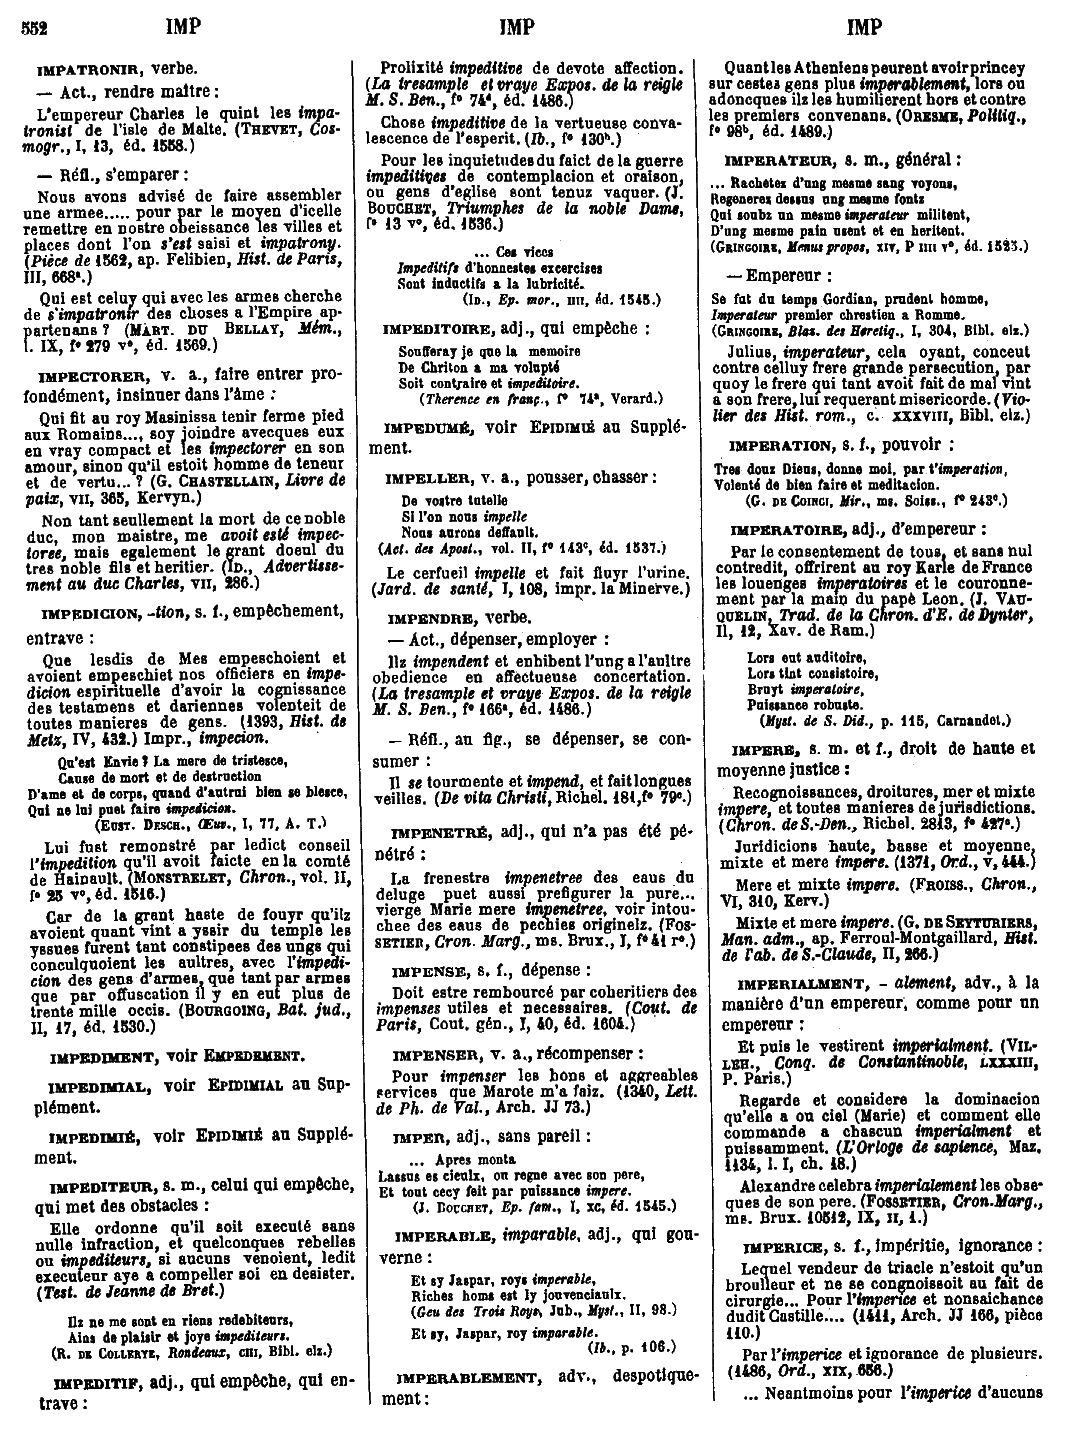 552 IMP IMP IMP
IMPATRONIR, verbe.
— Act., rendre maître :
L'empereur Charles le quint les impa-
tronist de l'isle de Malte. (THEVET, Cos-
mogr., I, 13, éd. 1558.)
— Réfl., s'emparer :
Nous avons advisé de faire assembler
une armee..... pour par le moyen d'icelle
remettre en nostre obeissance les villes et
places dont l'on s'est saisi et impatrony.
(Pièce de 1562, ap. Felibien, Hist. de Paris,
III, 668ª.)
Qui est celuy qui avec les armes cherche
de s'impatronir des choses a l'Empire ap-
partenans ? (MART. DU BELLAY, Mém.,
l. IX, fº 279 vº, éd. 1569.)
IMPECTORER, v. a., faire entrer pro-
fondément, insinuer dans l'âme :
Qui fit au roy Masinissa tenir ferme pied
aux Romains..., soy joindre avecques eux
en vray compact et les impectorer en son
amour, sinon qu'il estoit homme de teneur
et de vertu... ? (G. CHASTELLAIN, Livre de
paix, VII, 365, Kervyn.)
Non tant seullement la mort de ce noble
duc, mon maistre, me avoit esté impec-
toree, mais egalement le grant doeul du
tres noble fils et heritier. (ID., Advertisse-
ment au duc Charles, VII, 286.)
IMPEDICION, -tion, s. f., empêchement,
entrave :
Que lesdis de Mes empeschoient et
avoient empeschiet nos officiers en impe-
dicion espirituelle d'avoir la cognissance
des testamens et dariennes volenteit de
toutes manieres de gens. (1393, Hist. de
Metz, IV, 432.) Impr., impecion.
Qu'est Envie ? La mere de tristesce,
Cause de mort et de destruction
D'ame et de corps, quand d'autrui bien se blesce,
Qui ne lui puet faire impedicion.
(EUST. DESCH., Œuv., I, 77, A. T.)
Lui fust remonstré par ledict conseil
l'impedition qu'il avoit faicte en la comté
de Hainault. (MONSTRELET, Chron., vol. II,
fº 25 vº, éd. 1516.)
Car de la grant haste de fouyr qu'ilz
avoient quant vint a yssir du temple les
yssues furent tant constipees des ungs qui
conculquoient les aultres, avec l'impedi-
cion des gens d'armes, que tant par armes
que par offuscation il y en eut plus de
trente mille occis. (BOURGOING, Bat. jud.,
II, 17, éd. 1530.)
IMPEDIMENT, voir EMPEDEMENT.
IMPEDIMIAL, voir EPIDIMIAL au Sup-
plément.
IMPEDIMIÉ, voir EPIDIMIÉ au Supplé-
ment.
IMPEDITEUR, s. m., celui qui empêche,
qui met des obstacles :
Elle ordonne qu'il soit executé sans
nulle infraction, et quelconques rebelles
ou impediteurs, si aucuns venoient, ledit
executeur aye a compeller soi en desister.
(Test. de Jeanne de Bret.)
Ilz ne me sont en riens redebiteurs,
Ains de plaisir et joye impediteurs.
(R. DE COLLERYE, Rondeaux, CIII, Bibl. elz.)
IMPEDITIF, adj., qui empêche, qui en-
trave :
Prolixité impeditive de devote affection.
(La tresample et vraye Expos. de la reigle
M. S. Ben., fº 74ᵈ, éd. 1486.)
Chose impeditive de la vertueuse conva-
lescence de l'esperit. (Ib., fº 130ᵇ.)
Pour les inquietudes du faict de la guerre
impeditives de contemplacion et oraison,
ou gens d'eglise sont tenuz vaquer. (J.
BOUCHET, Triumphes de la noble Dame,
fº 13 vº, éd. 1536.)
... Ces vices
Impeditifs d'honnestes excercises
Sont inductifs a la lubricité.
(ID., Ep. mor., IIII, éd. 1545.)
IMPEDITOIRE, adj., qui empêche :
Soufferay je que la memoire
De Chriton a ma volupté
Soit contraire et impeditoire.
(Therence en franç., fº 74ª, Verard.)
IMPEDUMÉ, voir EPIDIMIÉ au Supplé-
ment.
IMPELLER, v. a., pousser, chasser :
De vostre tutelle
Si l'on nous impelle
Nous aurons deffault.
(Act. des Apost., vol. II, fº 143ᶜ, éd. 1537.)
Le cerfueil impelle et fait fluyr l'urine.
(Jard. de santé, I, 108, impr. la Minerve.)
IMPENDRE, verbe.
— Act., dépenser, employer :
Ilz impendent et enhibent l'ung a l'aultre
obedience en affectueuse concertation.
(La tresample et vraye Expos. de la reigle
M. S. Ben., fº 166ª, éd. 1486.)
— Réfl., au fig., se dépenser, se con-
sumer :
Il se tourmente et impend, et fait longues
veilles. (De vita Christi, Richel. 181, fº 79ᶜ.)
IMPENETRÉ, adj., qui n'a pas été pé-
nétré :
La frenestre impenetree des eaus du
deluge puet aussi prefigurer la pure...
vierge Marie mere impenetree, voir intou-
chee des eaus de pechies originelz. (FOS-
SETIER, Cron. Marg., ms. Brux., I, fº 41 rº.)
IMPENSE, s. f., dépense :
Doit estre rembourcé par coheritiers des
impenses utiles et necessaires. (Cout. de
Paris, Cout. gén., I, 40, éd. 1604.)
IMPENSER, v. a., récompenser :
Pour impenser les bons et aggreables
services que Marote m'a faiz. (1340, Lett.
de Ph. de Val., Arch. JJ 73.)
IMPER, adj., sans pareil :
... Apres monta
Lassus es cieulx, ou regne avec son pere,
Et tout cecy feit par puissance impere.
(J. BOUCHET, Ep. fam., I, XC, éd. 1545.)
IMPERABLE, imparable, adj., qui gou-
verne :
Et sy Jaspar, roys imperable,
Riches homs est ly jouvenciaulx.
(Geu des Trois Roys, Jub., Myst., II, 98.)
Et sy, Jaspar, roy imparable.
(Ib., p. 106.)
IMPERABLEMENT, adv., despotique-
ment :
Quant les Atheniens peurent avoir princey
sur cestes gens plus imperablement, lors ou
adoncques ilz les humilierent hors et contre
les premiers convenans. (ORESME, Politiq.,
fº 98ᵇ, éd. 1489.)
IMPERATEUR, s. m., général :
... Rachetez d'ung mesme sang voyons,
Regenerez dessus ung mesme fontz
Qui soubz un mesme imperateur militent,
D'ung mesme pain usent et en heritent.
(GRINGOIRE, Menus propos, XIV, P IIII vº, éd. 1525.)
— Empereur :
Se fut du temps Gordian, prudent homme,
Imperateur premier chrestien a Romme.
(GRINGOIRE, Blas. des Heretiq., I, 304, Bibl. elz.)
Julius, imperateur, cela oyant, conceut
contre celluy frere grande persecution, par
quoy le frere qui tant avoit fait de mal vint
a son frere, lui requerant misericorde. (Vio-
lier des Hist. rom., c. XXXVIII, Bibl. elz.)
IMPERATION, s. f., pouvoir :
Tres douz Diens, donne moi, par t'imperation,
Volenté de bien faire et meditacion.
(G. DE COINCI, Mir., ms. Soiss., fº 243ᶜ.)
IMPERATOIRE, adj., d'empereur :
Par le consentement de tous, et sans nul
contredit, offrirent au roy Karle de France
les louenges imperatoires et le couronne-
ment par la main du papè Leon. (J. VAU-
QUELIN, Trad. de la Chron. d'E. de Dynter,
II, 12, Xav. de Ram.)
Lors eut auditoire,
Lors tint consistoire,
Bruyt imperatoire,
Puissance robuste.
(Myst. de S. Did., p. 115, Carnandet.)
IMPERE, s. m. et f., droit de haute et
moyenne justice :
Recognoissances, droitures, mer et mixte
impere, et toutes manieres de jurisdictions.
(Chron. de S.-Den., Richel. 2813, fº 427ᵃ.)
Juridicions haute, basse et moyenne,
mixte et mere impere. (1371, Ord., V, 444.)
Mere et mixte impere. (FROISS., Chron.,
VI, 310, Kerv.)
Mixte et mere impere. (G. DE SEYTURIERS,
Man. adm., ap. Ferroul-Montgaillard, Hist.
de l'ab. de S.-Claude, II, 266.)
IMPERIALMENT, - alement, adv., à la
manière d'un empereur, comme pour un
empereur :
Et puis le vestirent imperialment. (VIL-
LEH., Conq. de Constantinoble, LXXXIII,
P. Paris.)
Regarde et considere la dominacion
qu'elle a ou ciel (Marie) et comment elle
commande a chascun imperialment et
puissamment. (L'Orloge de sapience, Maz.
1134, l. I, ch. 18.)
Alexandre celebra imperialement les obse-
ques de son pere. (FOSSETIER, Cron. Marg.,
ms. Brux. 10512, IX, II, 1.)
IMPERICE, s. f., impéritie, ignorance :
Lequel vendeur de triacle n'estoit qu'un
broulleur et ne se congnoissoit au fait de
cirurgie... Pour l'imperice et nonsaichance
dudit Castille.... (1411, Arch. JJ 166, pièce
110.)
Par l'imperice et ignorance de plusieurs.
(1486, Ord., XIX, 656.)
... Neantmoins pour l'imperice d'aucuns